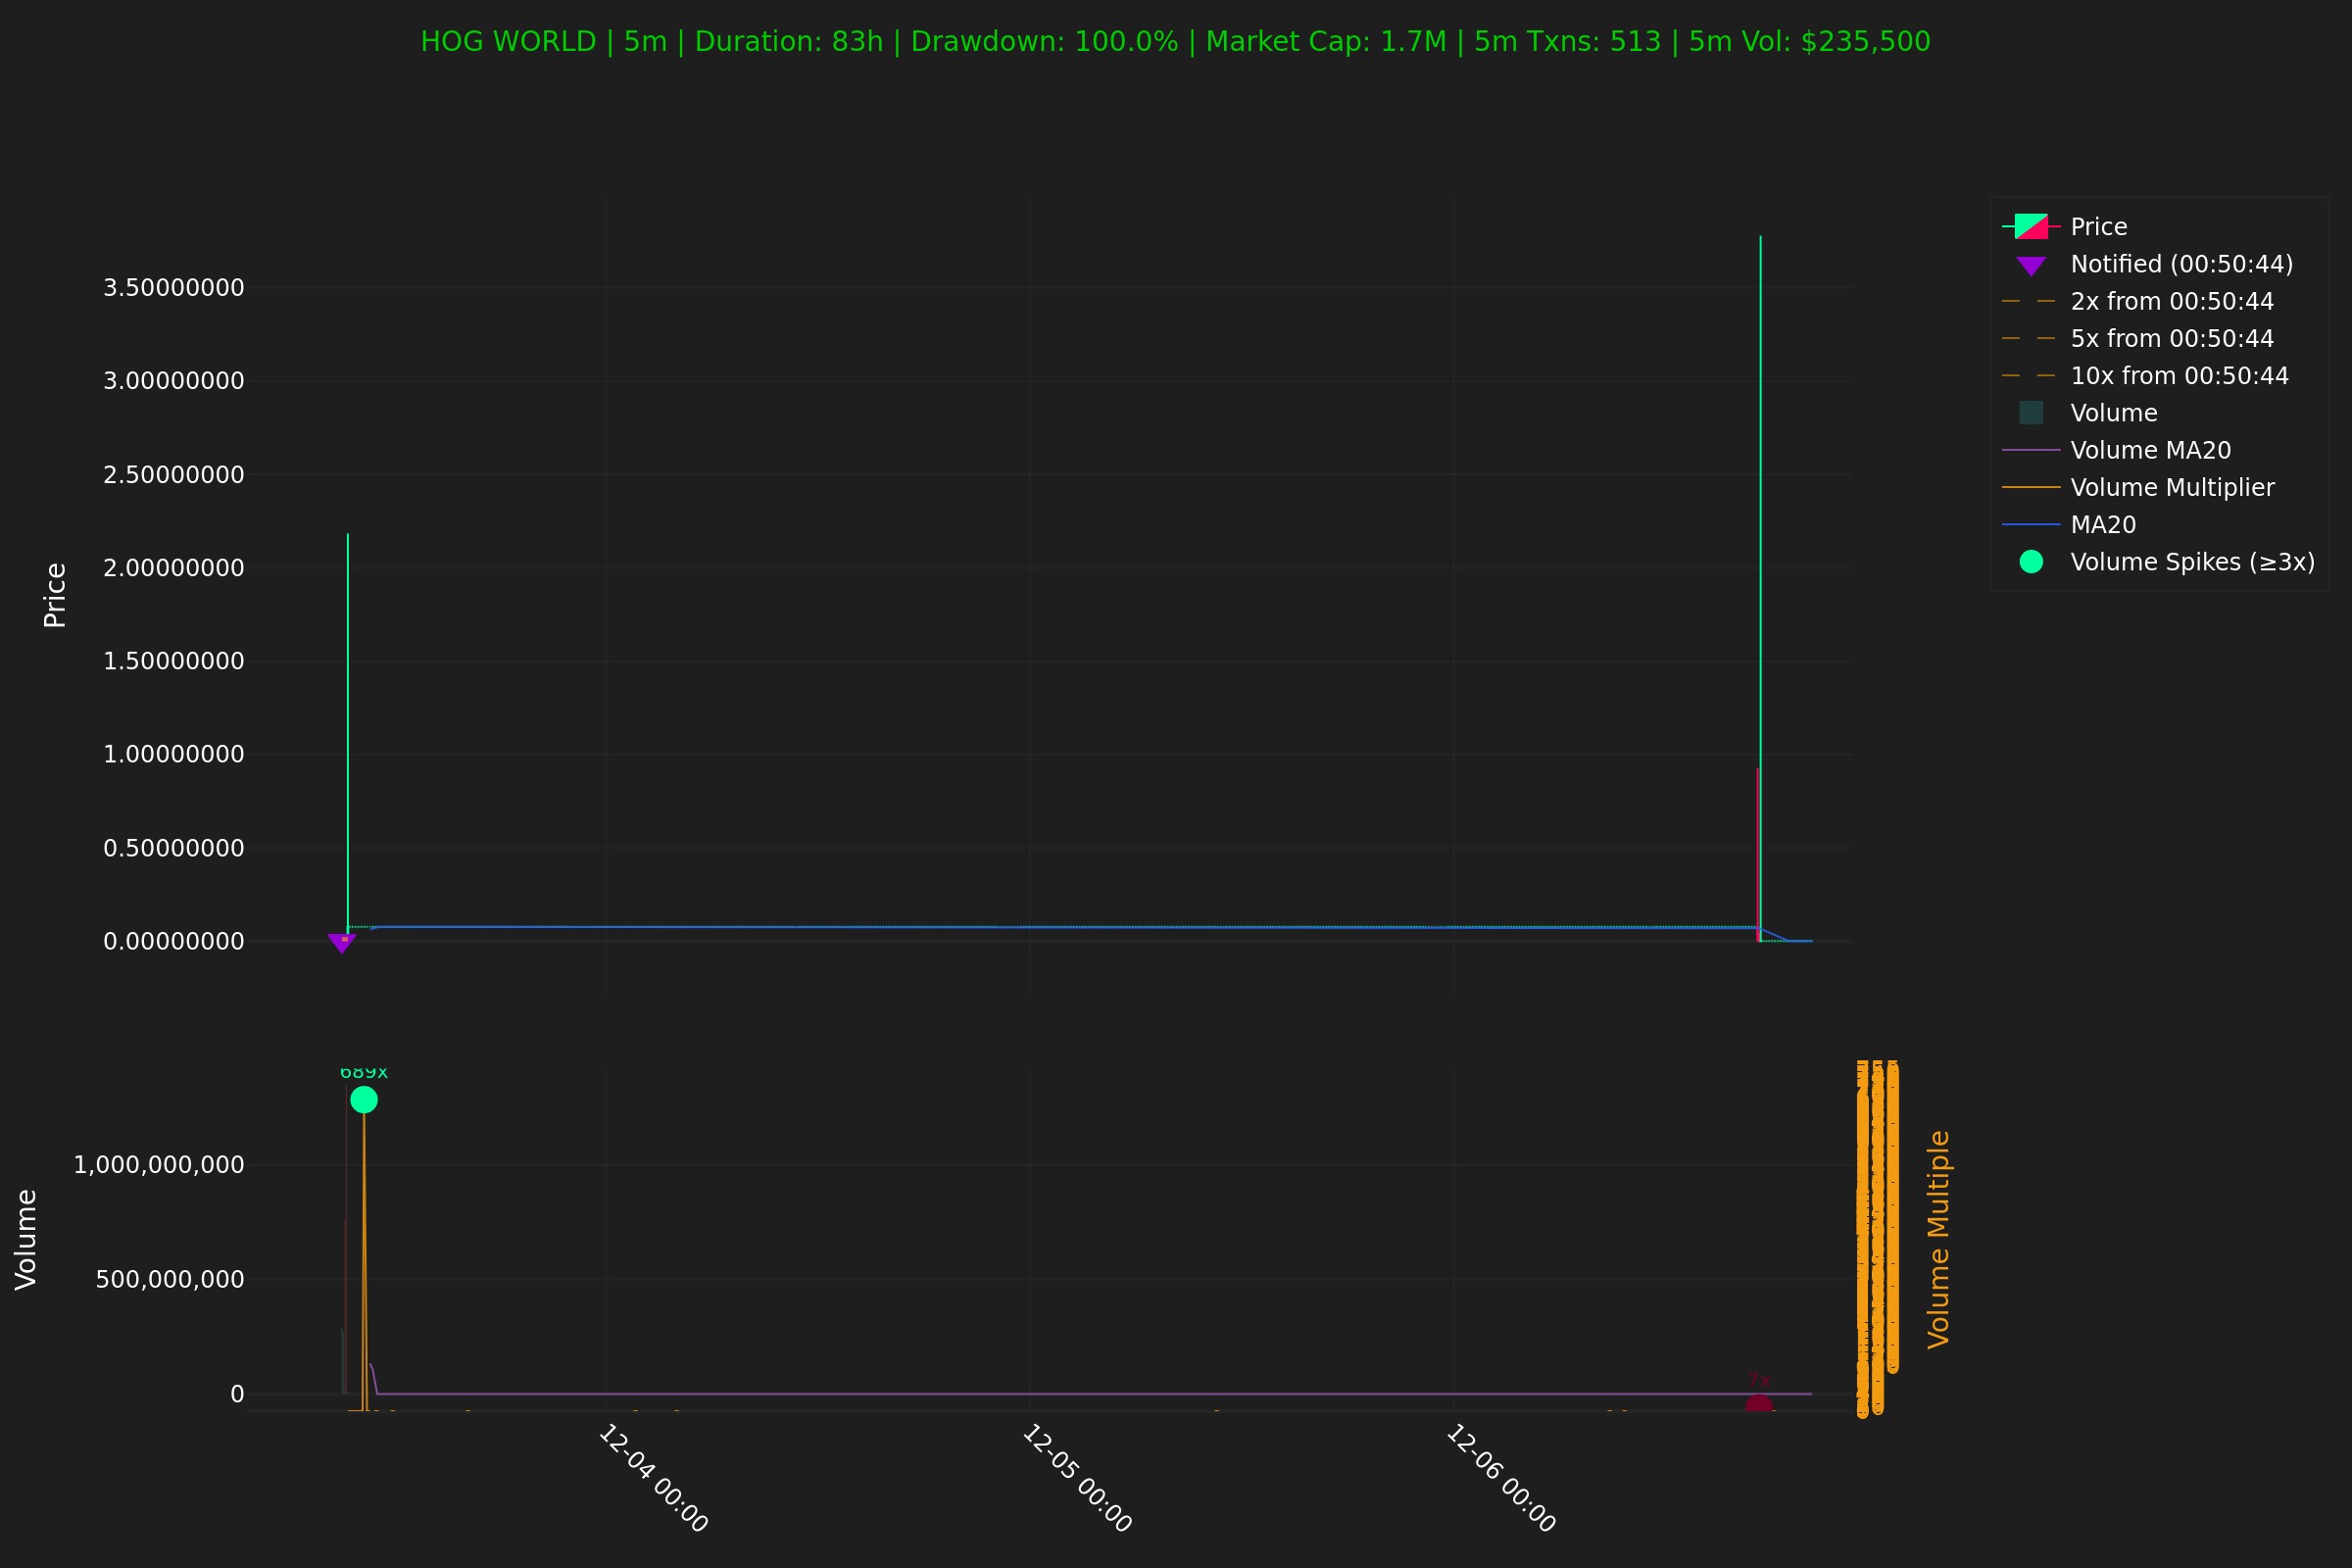 HOG WORLD | 5m | Duration: 83h | Drawdown: 100.0% | Market Cap: 1.7M | 5m Txns: 513 | 5m Vol: $235,500
Price
3.50000000
3.00000000
2.50000000
2.00000000
1.50000000
1.00000000
0.50000000
0.00000000
Price
Notified (00:50:44)
2x from 00:50:44
5x from 00:50:44
10x from 00:50:44
Volume
Volume MA20
Volume Multiplier
MA20
Volume Spikes (≥3x)
Volume
1,000,000,000
500,000,000
0
689x
7x
Volume Multiple
12-04 00:00
12-05 00:00
12-06 00:00